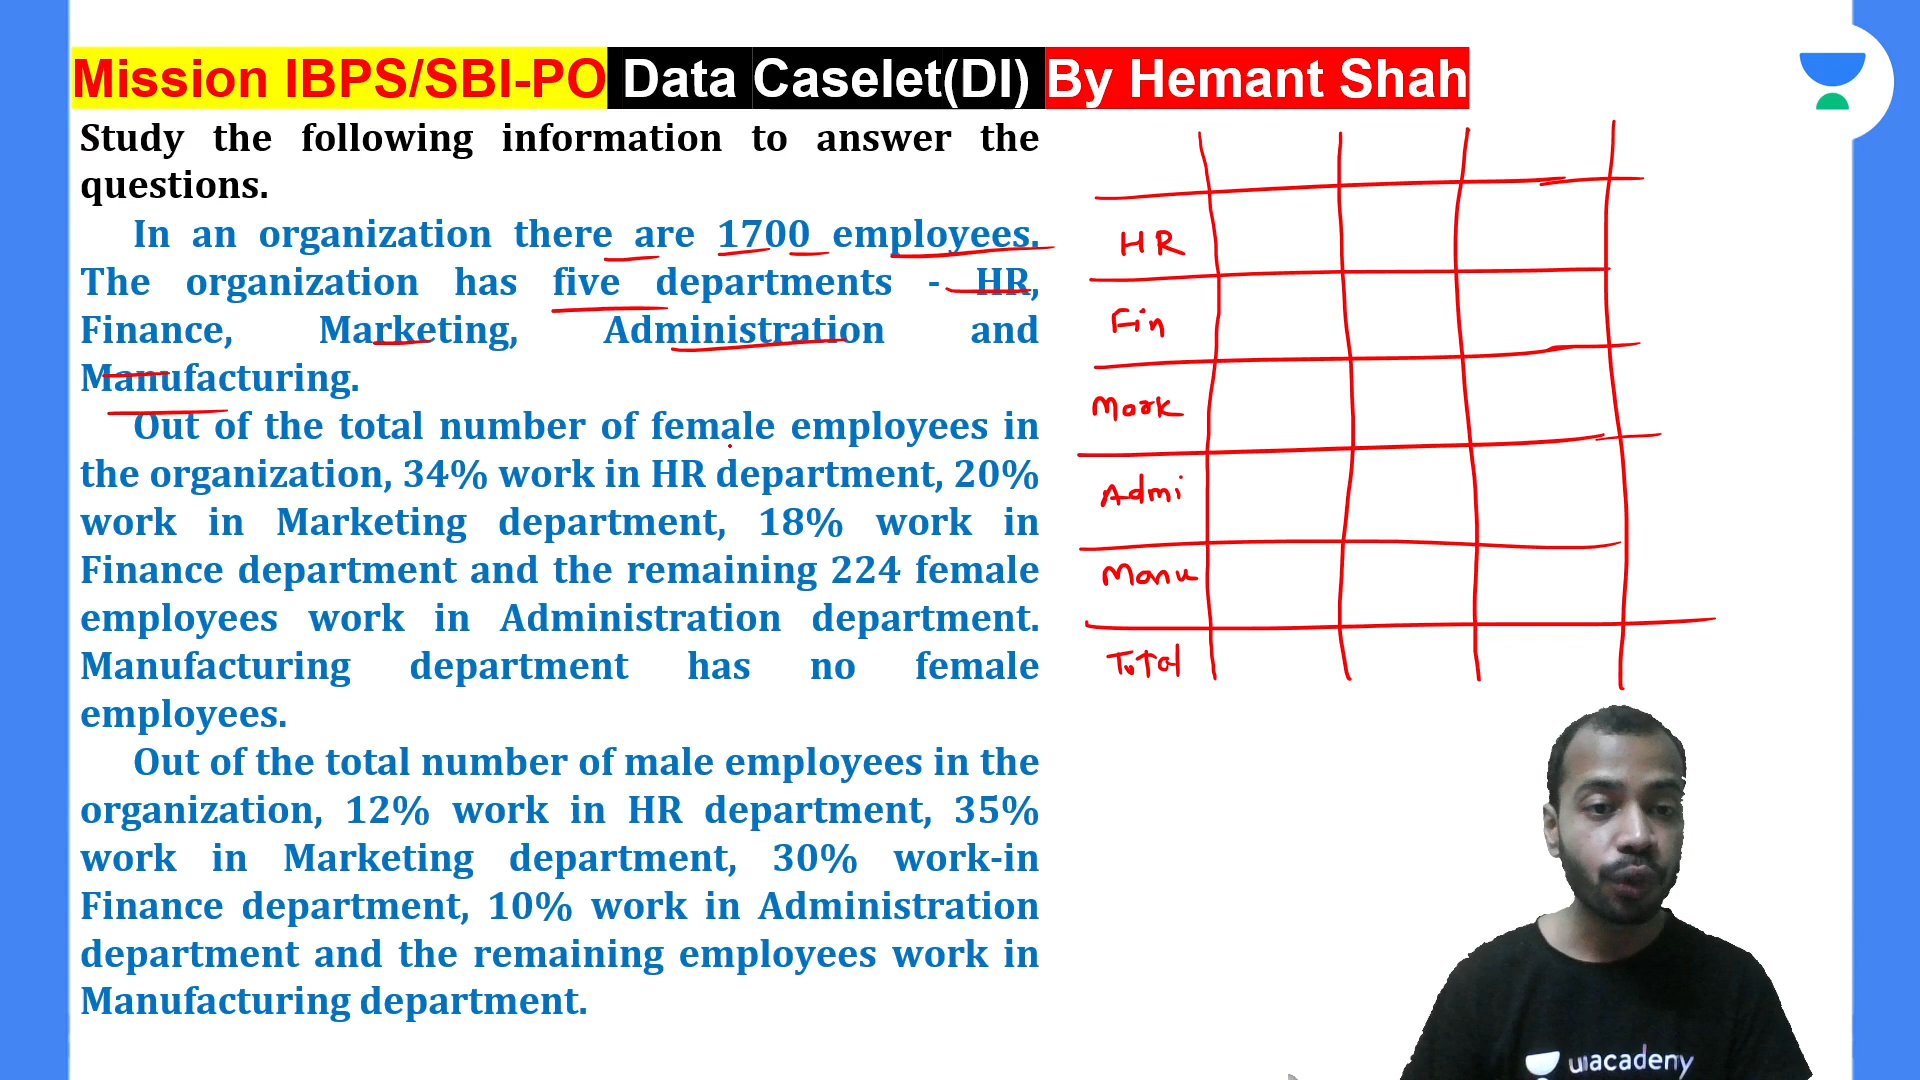 Mission IBPS/SBI-PO Data Caselet(DI) By Hemant Shah
Study the following information to answer the
questions.
In an organization there are 1700 employees.
The organization has five departments - HR,
Finance, Marketing, Administration and
Manufacturing.
Out of the total number of female employees in
the organization, 34% work in HR department, 20%
work in Marketing department, 18% work in
Finance department and the remaining 224 female
employees work in Administration department.
Manufacturing department has no female
employees.
Out of the total number of male employees in the
organization, 12% work in HR department, 35%
work in Marketing department, 30% work-in
Finance department, 10% work in Administration
department and the remaining employees work in
Manufacturing department.
HR
Fin
Mark
Admi
Manu
Total
unacademy